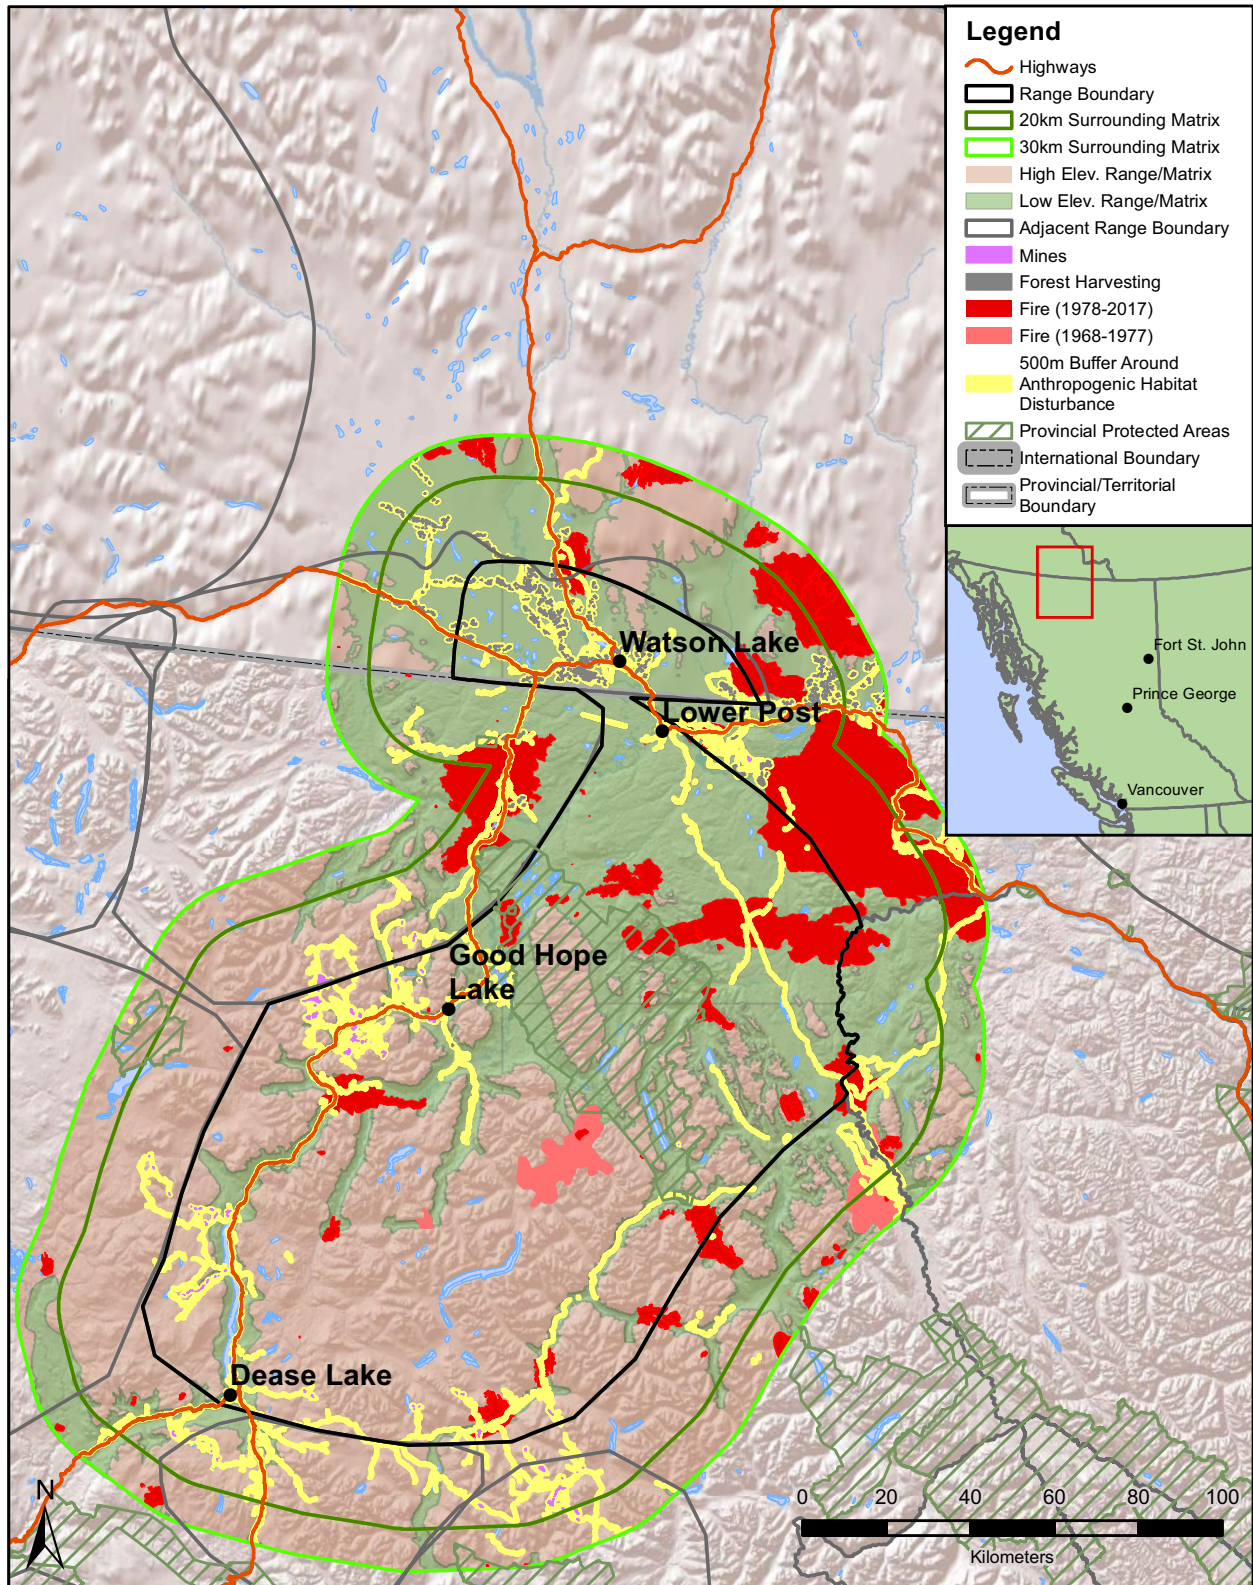 Legend
Highways
Range Boundary
20km Surrounding Matrix
30km Surrounding Matrix
High Elev. Range/Matrix
Low Elev. Range/Matrix
Adjacent Range Boundary
Mines
Forest Harvesting
Fire (1978-2017)
Fire (1968-1977)
500m Buffer Around
Anthropogenic Habitat
Disturbance
Provincial Protected Areas
International Boundary
Provincial/Territorial
Boundary
Fort St. John
Prince George
Vancouver
Watson Lake
Lower Post
Good Hope
Lake
Dease Lake
N
0 20 40 60 80 100
Kilometers